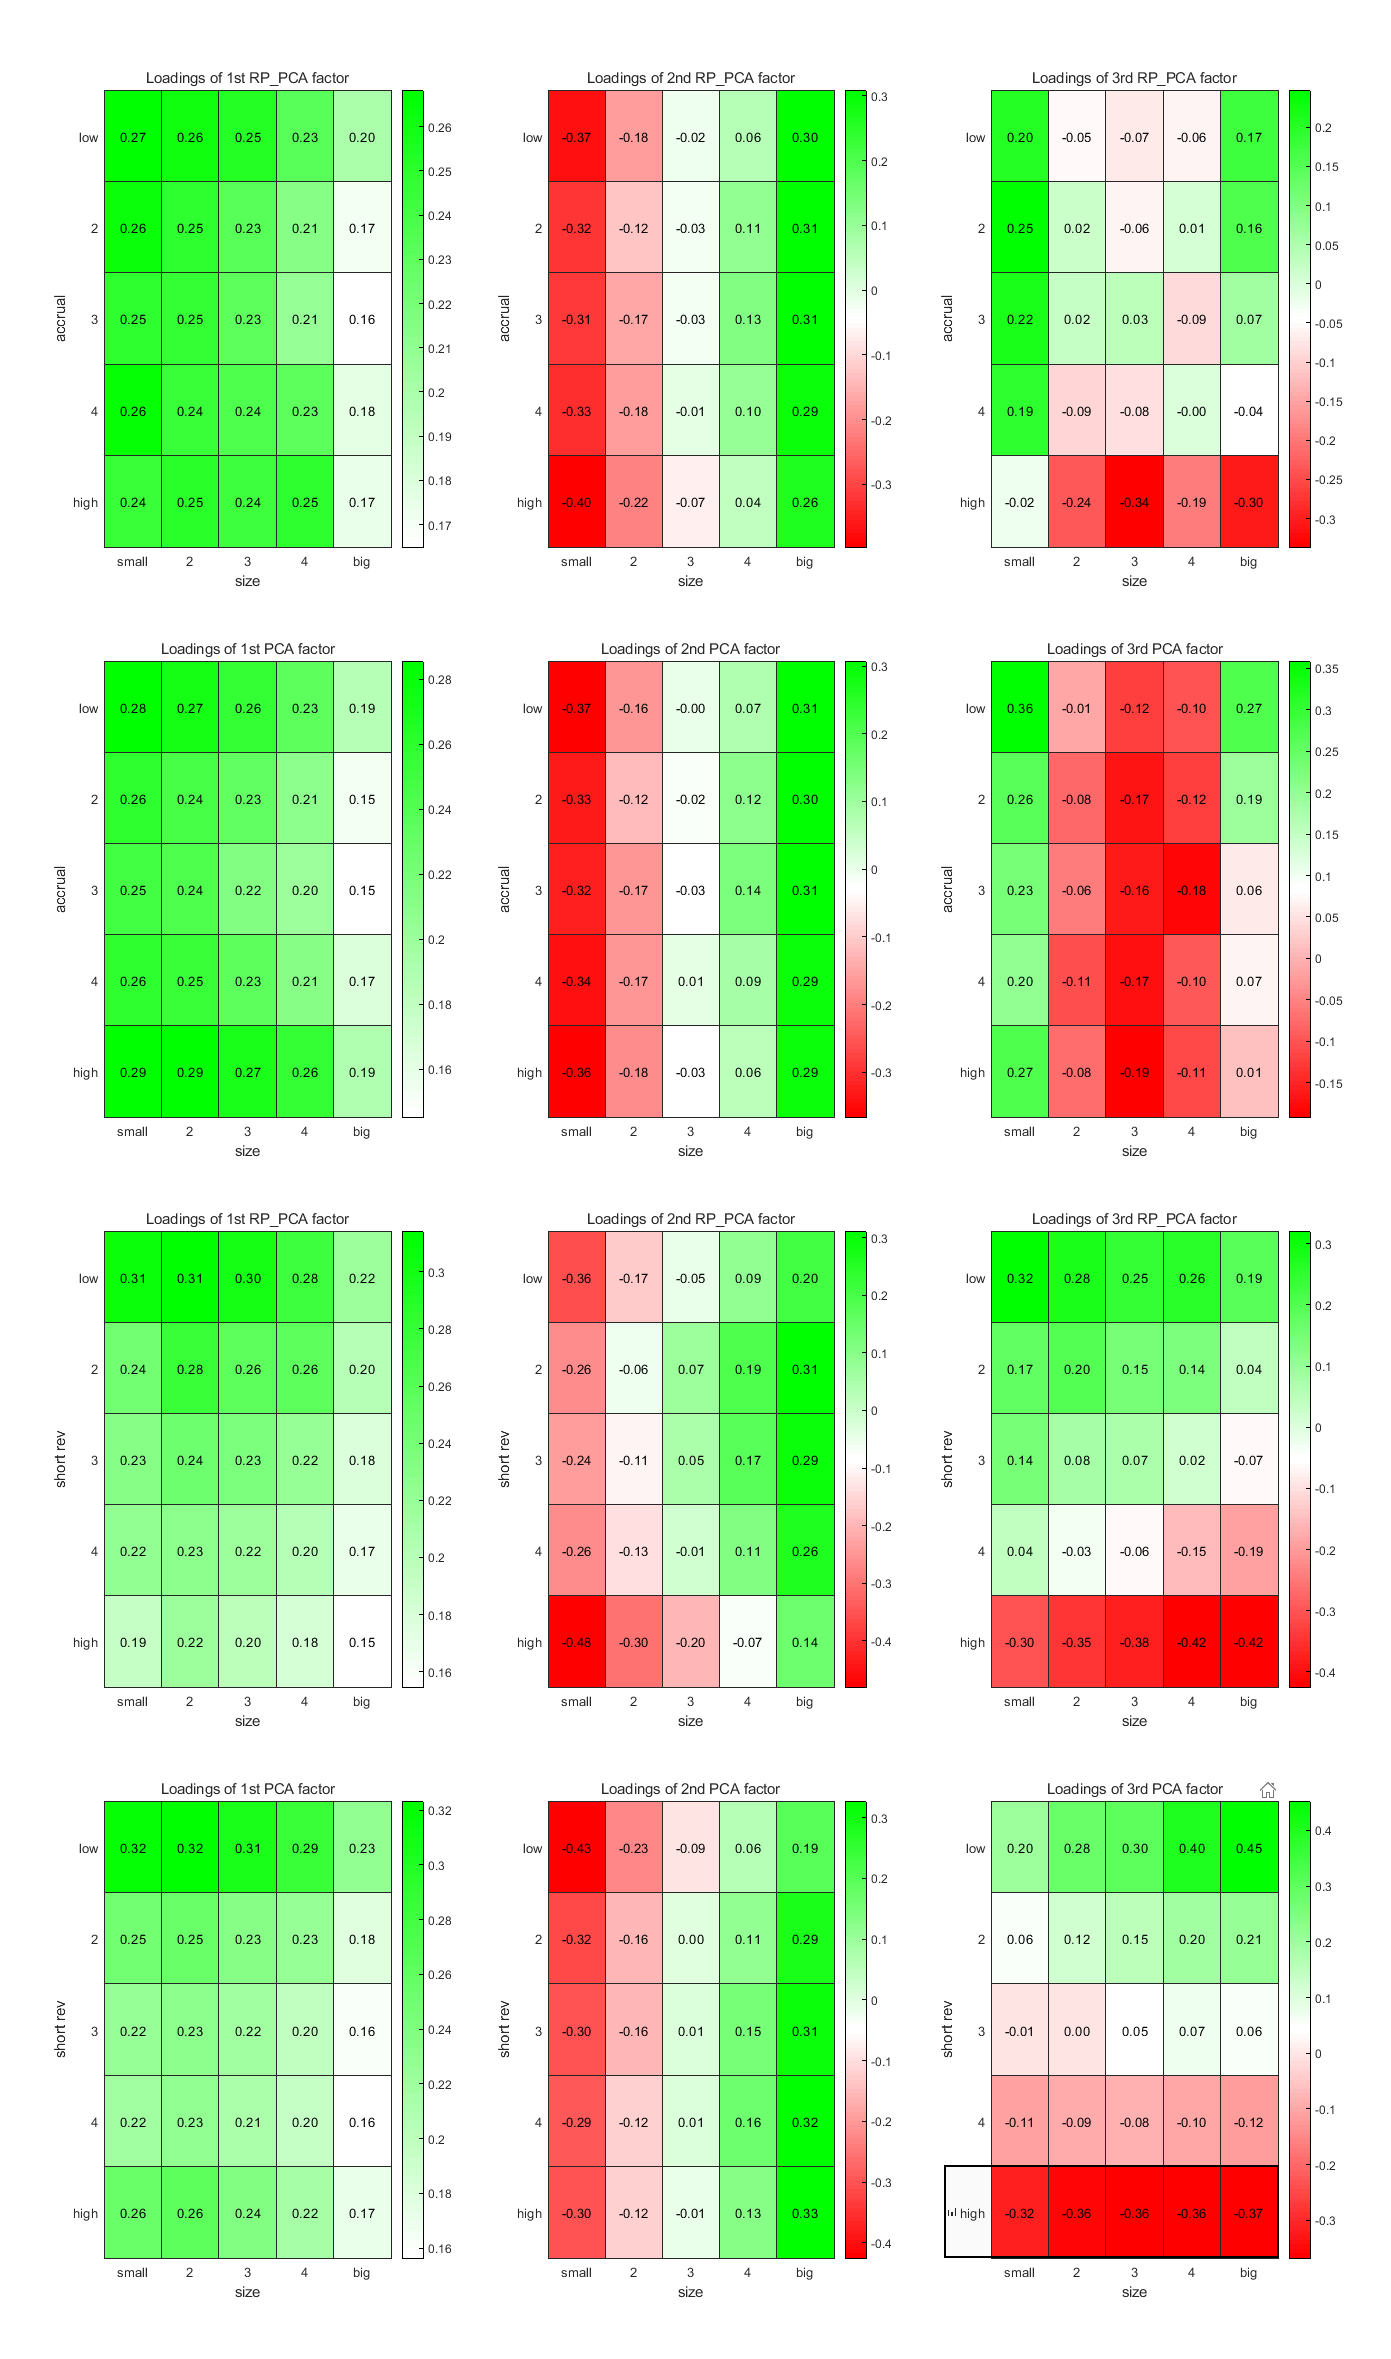 Loadings of 1st RP_PCA factor
accrual
low 0.27 0.26 0.25 0.23 0.20
2 0.26 0.25 0.23 0.21 0.17
3 0.25 0.25 0.23 0.21 0.16
4 0.26 0.24 0.24 0.23 0.18
high 0.24 0.25 0.24 0.25 0.17
small 2 3 4 big
size
0.26
0.25
0.24
0.23
0.22
0.21
0.2
0.19
0.18
0.17
Loadings of 2nd RP_PCA factor
accrual
low -0.37 -0.18 -0.02 0.06 0.30
2 -0.32 -0.12 -0.03 0.11 0.31
3 -0.31 -0.17 -0.03 0.13 0.31
4 -0.33 -0.18 -0.01 0.10 0.29
high -0.40 -0.22 -0.07 0.04 0.26
small 2 3 4 big
size
0.3
0.2
0.1
0
-0.1
-0.2
-0.3
Loadings of 3rd RP_PCA factor
accrual
low 0.20 -0.05 -0.07 -0.06 0.17
2 0.25 0.02 -0.06 0.01 0.16
3 0.22 0.02 0.03 -0.09 0.07
4 0.19 -0.09 -0.08 -0.00 -0.04
high -0.02 -0.24 -0.34 -0.19 -0.30
small 2 3 4 big
size
0.2
0.15
0.1
0.05
0
-0.05
-0.1
-0.15
-0.2
-0.25
-0.3
Loadings of 1st PCA factor
accrual
low 0.28 0.27 0.26 0.23 0.19
2 0.26 0.24 0.23 0.21 0.15
3 0.25 0.24 0.22 0.20 0.15
4 0.26 0.25 0.23 0.21 0.17
high 0.29 0.29 0.27 0.26 0.19
small 2 3 4 big
size
0.28
0.26
0.24
0.22
0.2
0.18
0.16
Loadings of 2nd PCA factor
accrual
low -0.37 -0.16 -0.00 0.07 0.31
2 -0.33 -0.12 -0.02 0.12 0.30
3 -0.32 -0.17 -0.03 0.14 0.31
4 -0.34 -0.17 0.01 0.09 0.29
high -0.36 -0.18 -0.03 0.06 0.29
small 2 3 4 big
size
0.3
0.2
0.1
0
-0.1
-0.2
-0.3
Loadings of 3rd PCA factor
accrual
low 0.36 -0.01 -0.12 -0.10 0.27
2 0.26 -0.08 -0.17 -0.12 0.19
3 0.23 -0.06 -0.16 -0.18 0.06
4 0.20 -0.11 -0.17 -0.10 0.07
high 0.27 -0.08 -0.19 -0.11 0.01
small 2 3 4 big
size
0.35
0.3
0.25
0.2
0.15
0.1
0.05
0
-0.05
-0.1
-0.15
Loadings of 1st RP_PCA factor
short rev
low 0.31 0.31 0.30 0.28 0.22
2 0.24 0.28 0.26 0.26 0.20
3 0.23 0.24 0.23 0.22 0.18
4 0.22 0.23 0.22 0.20 0.17
high 0.19 0.22 0.20 0.18 0.15
small 2 3 4 big
size
0.3
0.28
0.26
0.24
0.22
0.2
0.18
0.16
Loadings of 2nd RP_PCA factor
short rev
low -0.36 -0.17 -0.05 0.09 0.20
2 -0.26 -0.06 0.07 0.19 0.31
3 -0.24 -0.11 0.05 0.17 0.29
4 -0.26 -0.13 -0.01 0.11 0.26
high -0.48 -0.30 -0.20 -0.07 0.14
small 2 3 4 big
size
0.3
0.2
0.1
0
-0.1
-0.2
-0.3
-0.4
Loadings of 3rd RP_PCA factor
short rev
low 0.32 0.28 0.25 0.26 0.19
2 0.17 0.20 0.15 0.14 0.04
3 0.14 0.08 0.07 0.02 -0.07
4 0.04 -0.03 -0.06 -0.15 -0.19
high -0.30 -0.35 -0.38 -0.42 -0.42
small 2 3 4 big
size
0.3
0.2
0.1
0
-0.1
-0.2
-0.3
-0.4
Loadings of 1st PCA factor
short rev
low 0.32 0.32 0.31 0.29 0.23
2 0.25 0.25 0.23 0.23 0.18
3 0.22 0.23 0.22 0.20 0.16
4 0.22 0.23 0.21 0.20 0.16
high 0.26 0.26 0.24 0.22 0.17
small 2 3 4 big
size
0.32
0.3
0.28
0.26
0.24
0.22
0.2
0.18
0.16
Loadings of 2nd PCA factor
short rev
low -0.43 -0.23 -0.09 0.06 0.19
2 -0.32 -0.16 0.00 0.11 0.29
3 -0.30 -0.16 0.01 0.15 0.31
4 -0.29 -0.12 0.01 0.16 0.32
high -0.30 -0.12 -0.01 0.13 0.33
small 2 3 4 big
size
0.3
0.2
0.1
0
-0.1
-0.2
-0.3
-0.4
Loadings of 3rd PCA factor
short rev
low 0.20 0.28 0.30 0.40 0.45
2 0.06 0.12 0.15 0.20 0.21
3 -0.01 0.00 0.05 0.07 0.06
4 -0.11 -0.09 -0.08 -0.10 -0.12
high -0.32 -0.36 -0.36 -0.36 -0.37
small 2 3 4 big
size
0.4
0.3
0.2
0.1
0
-0.1
-0.2
-0.3